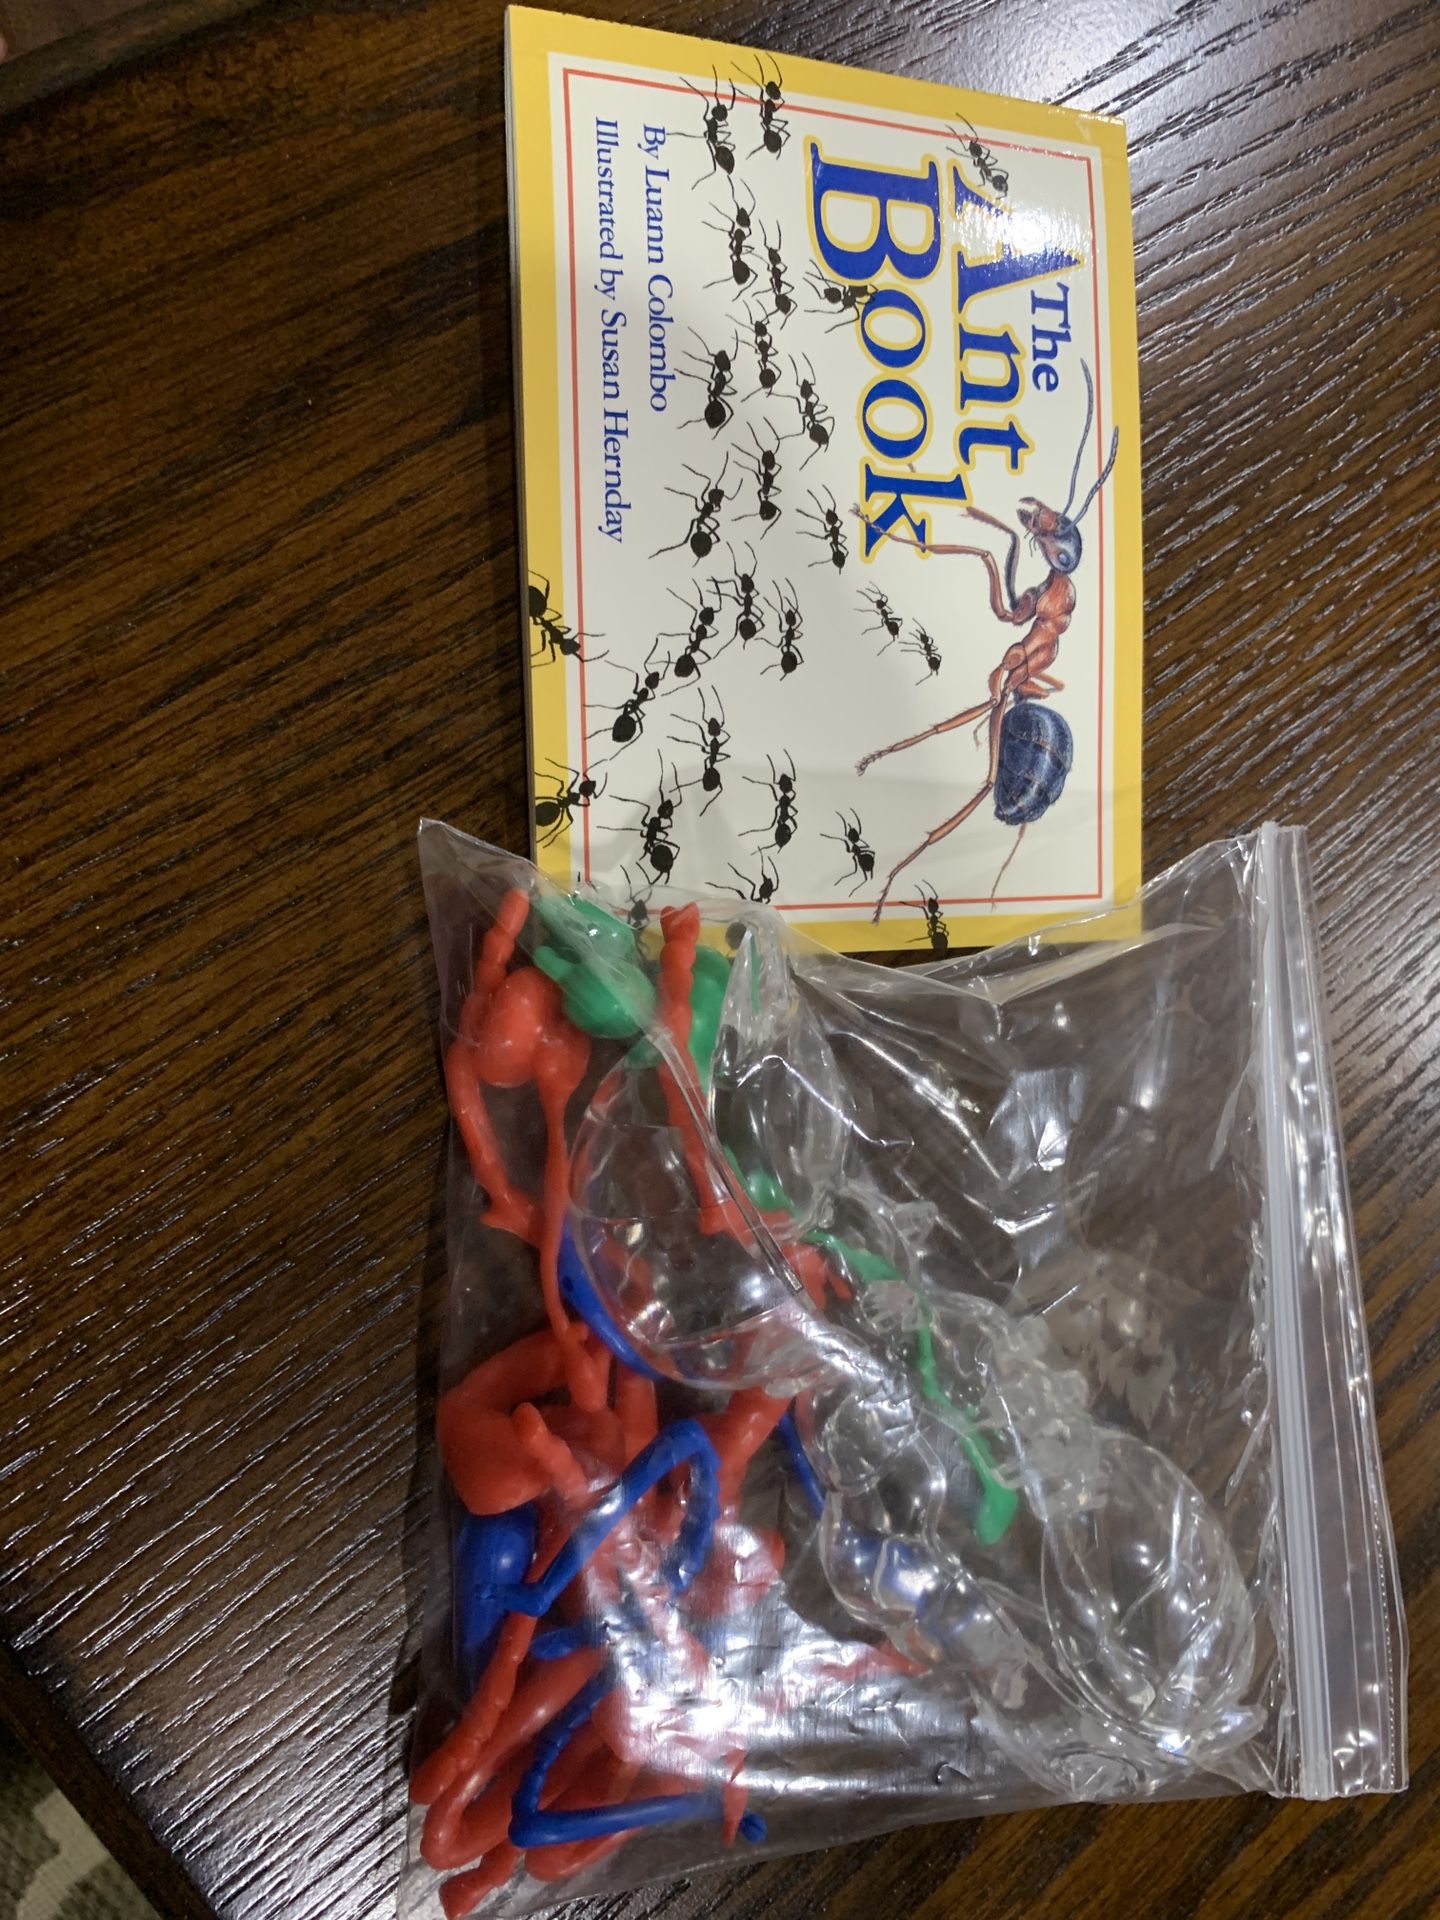 The
Ant
Book
By Luann Colombo
Illustrated by Susan Hernday